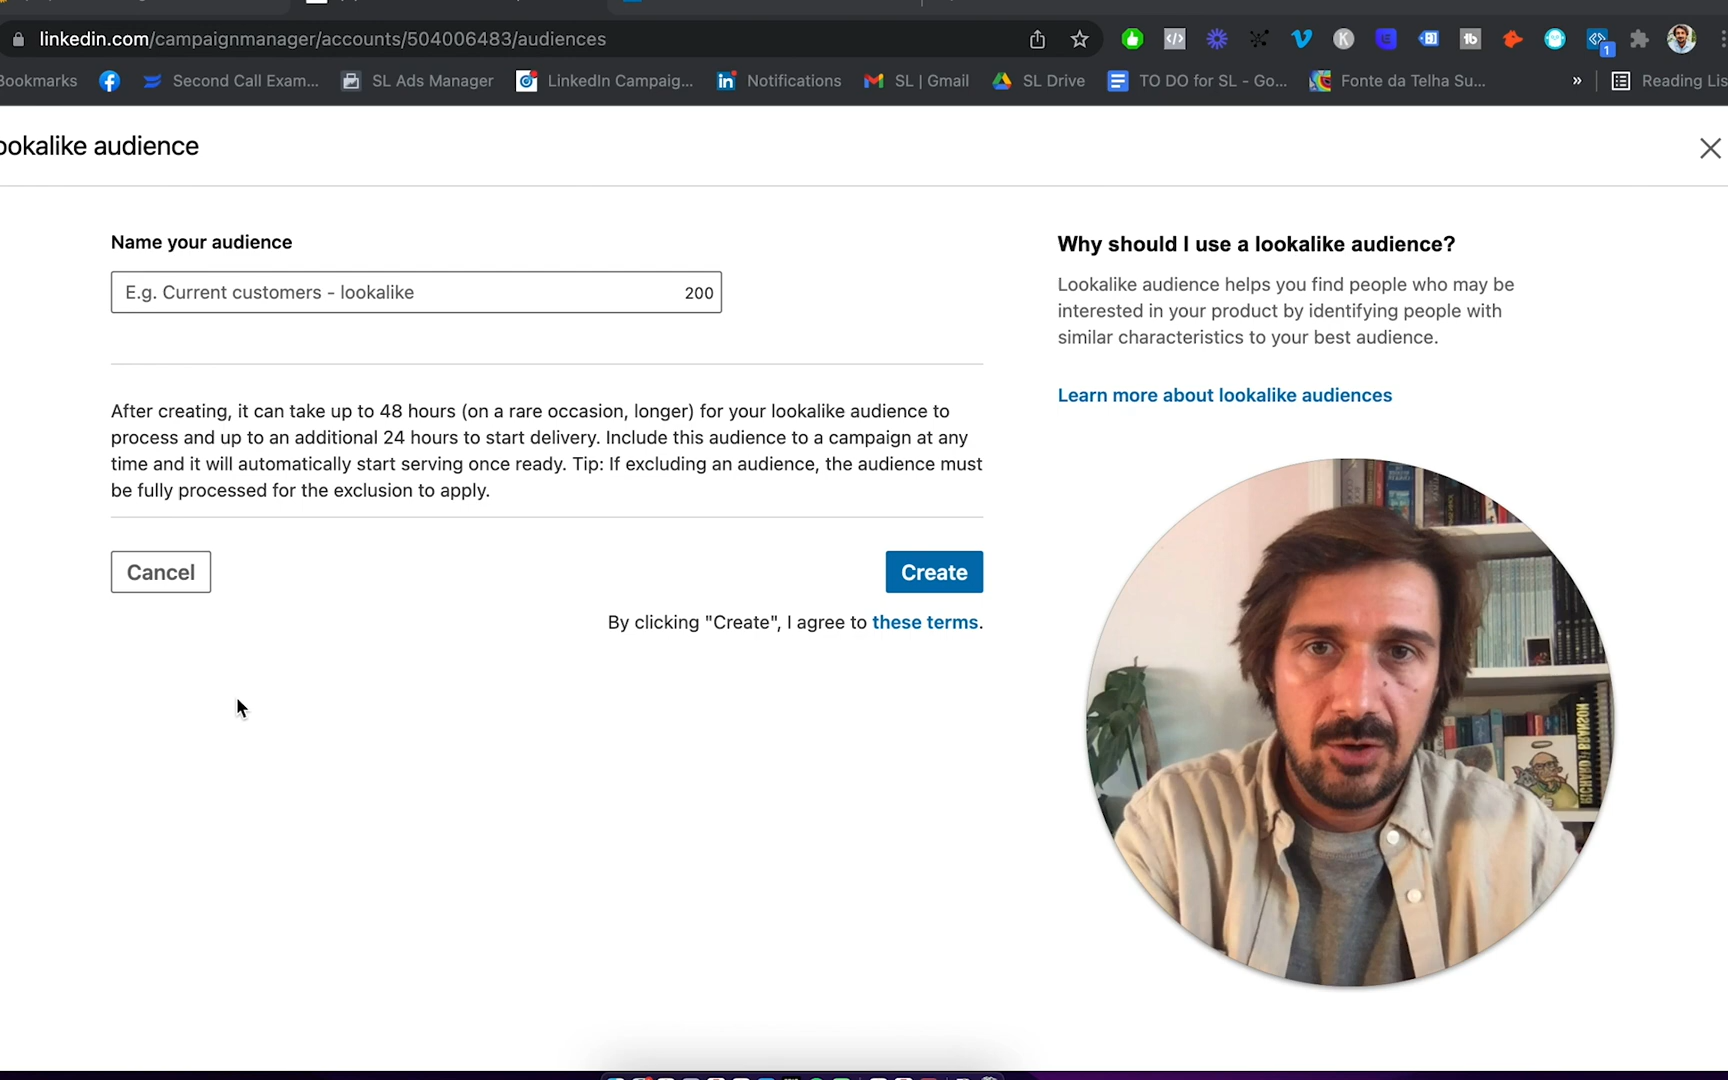 linkedin.com/campaignmanager/accounts/504006483/audiences
1
Bookmarks
Second Call Exam...
SL Ads Manager
LinkedIn Campaig...
Notifications
SL | Gmail
SL Drive
TO DO for SL - Go...
Fonte da Telha Su...
»
Reading Lis
ookalike audience
Name your audience
E.g. Current customers - lookalike
200
After creating, it can take up to 48 hours (on a rare occasion, longer) for your lookalike audience to
process and up to an additional 24 hours to start delivery. Include this audience to a campaign at any
time and it will automatically start serving once ready. Tip: If excluding an audience, the audience must
be fully processed for the exclusion to apply.
Cancel
Create
By clicking "Create", I agree to these terms.
Why should I use a lookalike audience?
Lookalike audience helps you find people who may be
interested in your product by identifying people with
similar characteristics to your best audience.
Learn more about lookalike audiences
RICHARD BRANSON